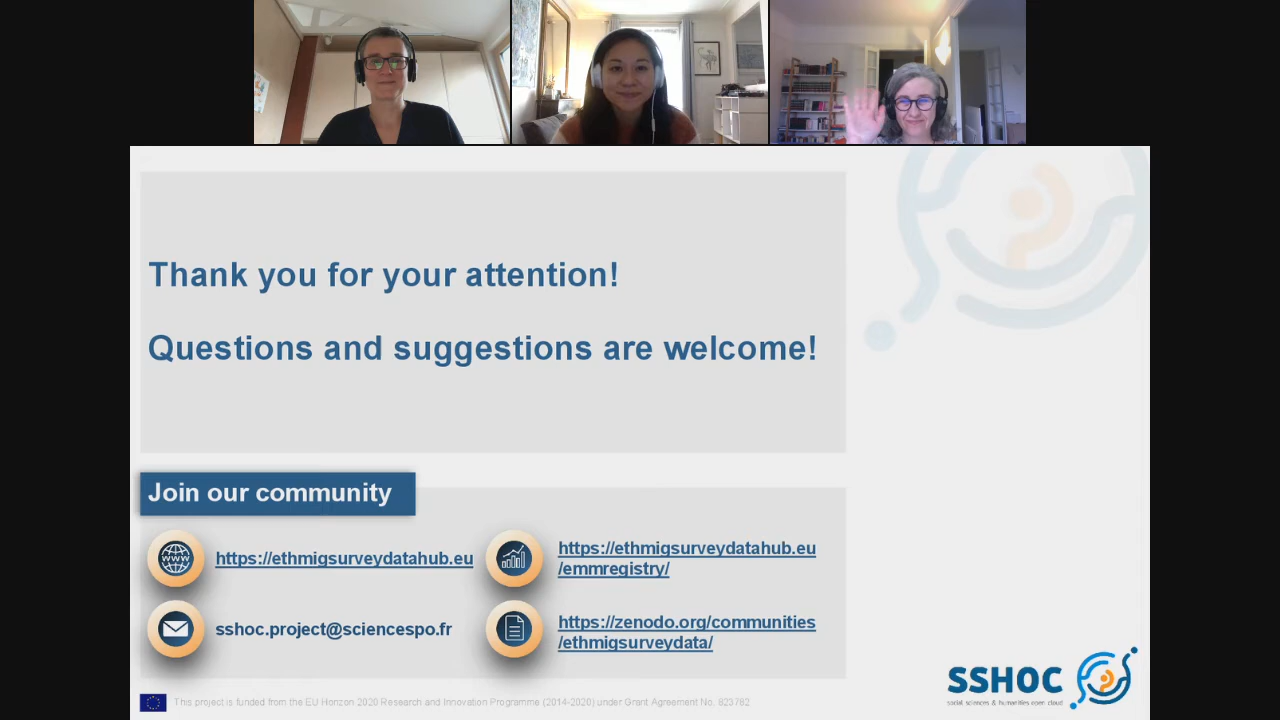 Thank you for your attention!
Questions and suggestions are welcome!
Join our community
https://ethmigsurveydatahub.eu
https://ethmigsurveydatahub.eu
/emmregistry/
sshoc.project@sciencespo.fr
https://zenodo.org/communities
/ethmigsurveydata/
This project is funded from the EU Horizon 2020 Research and Innovation Programme (2014-2020) under Grant Agreement No. 823782
SSHOC
social sciences & humanities open cloud
WWW